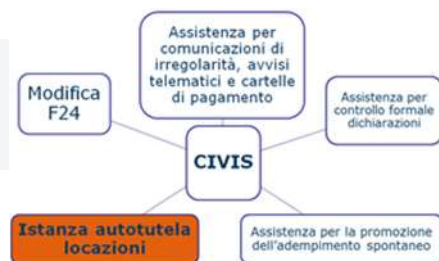 Assistenza per
comunicazioni di
irregolarità, avvisi
telematici e cartelle
di pagamento
Modifica
F24
Assistenza per
controllo formale
dichiarazioni
CIVIS
Istanza autotutela
locazioni
Assistenza per la promozione
dell'adempimento spontaneo